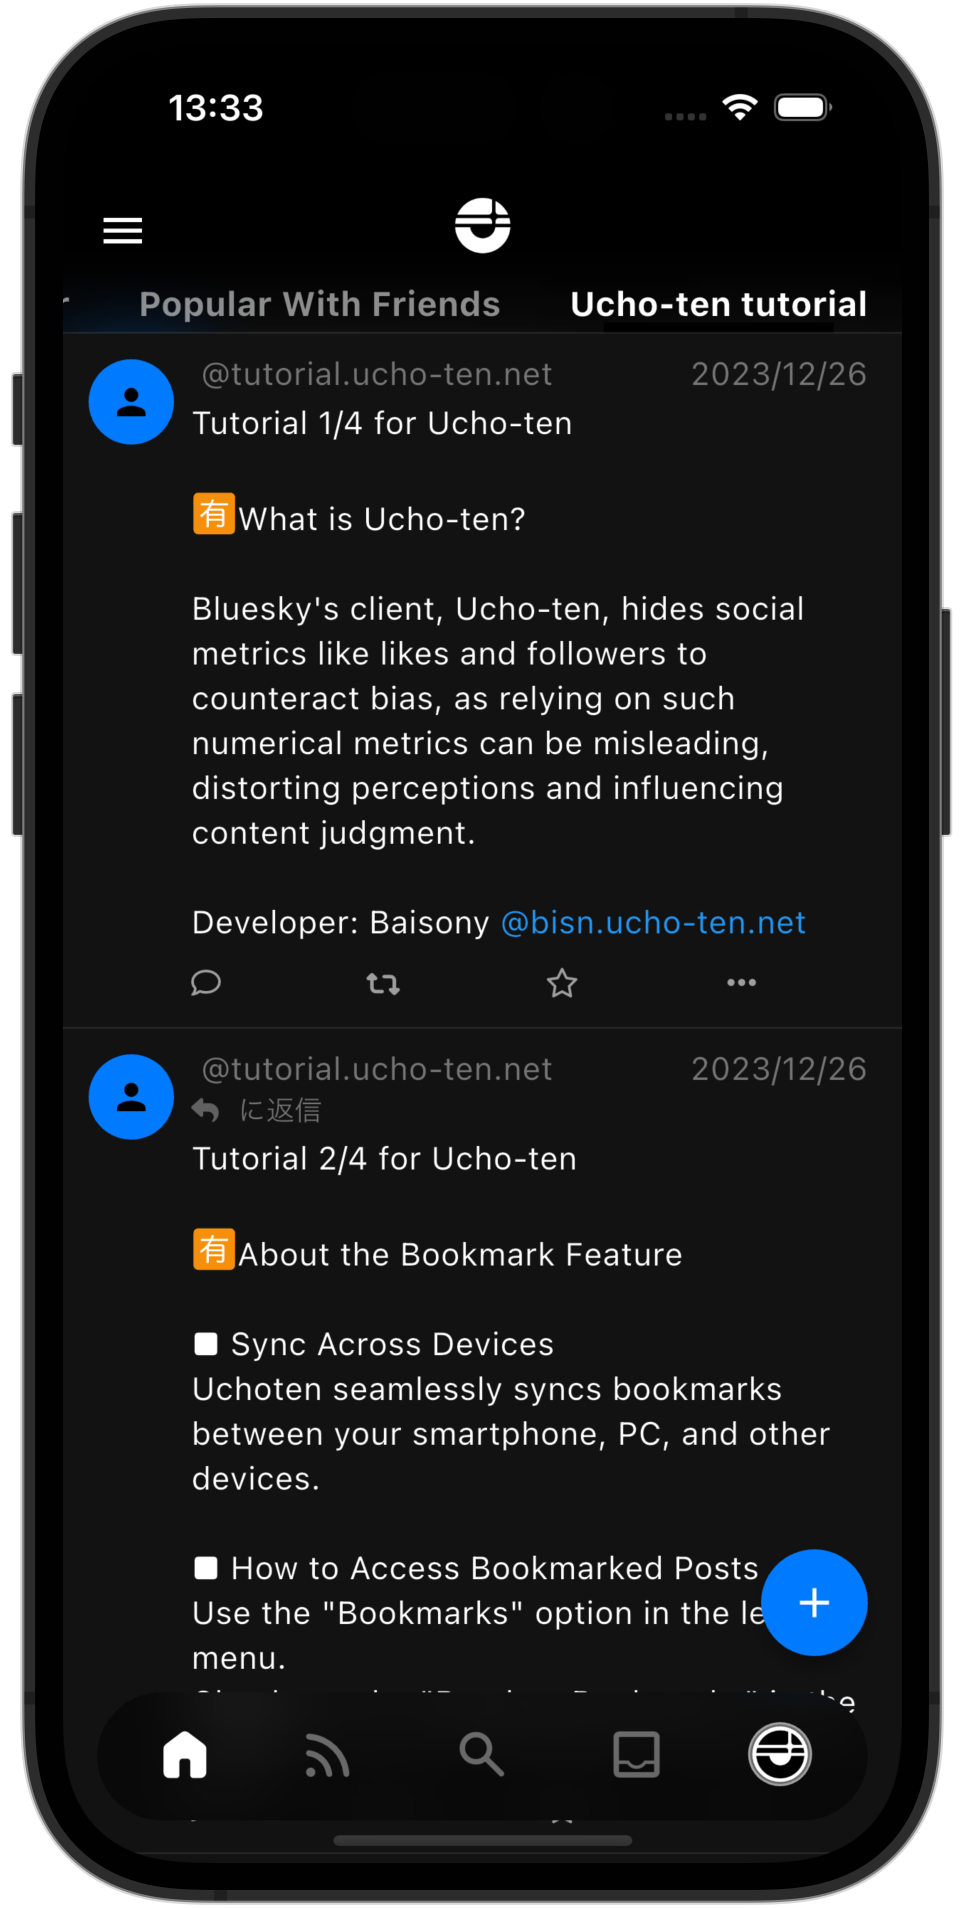 13:33
Popular With Friends
Ucho-ten tutorial
@tutorial.ucho-ten.net 2023/12/26
Tutorial 1/4 for Ucho-ten
🈶What is Ucho-ten?
Bluesky's client, Ucho-ten, hides social
metrics like likes and followers to
counteract bias, as relying on such
numerical metrics can be misleading,
distorting perceptions and influencing
content judgment.
Developer: Baisony @bisn.ucho-ten.net
@tutorial.ucho-ten.net 2023/12/26
に返信
Tutorial 2/4 for Ucho-ten
🈶About the Bookmark Feature
Sync Across Devices
Uchoten seamlessly syncs bookmarks
between your smartphone, PC, and other
devices.
How to Access Bookmarked Posts
Use the "Bookmarks" option in the
menu.